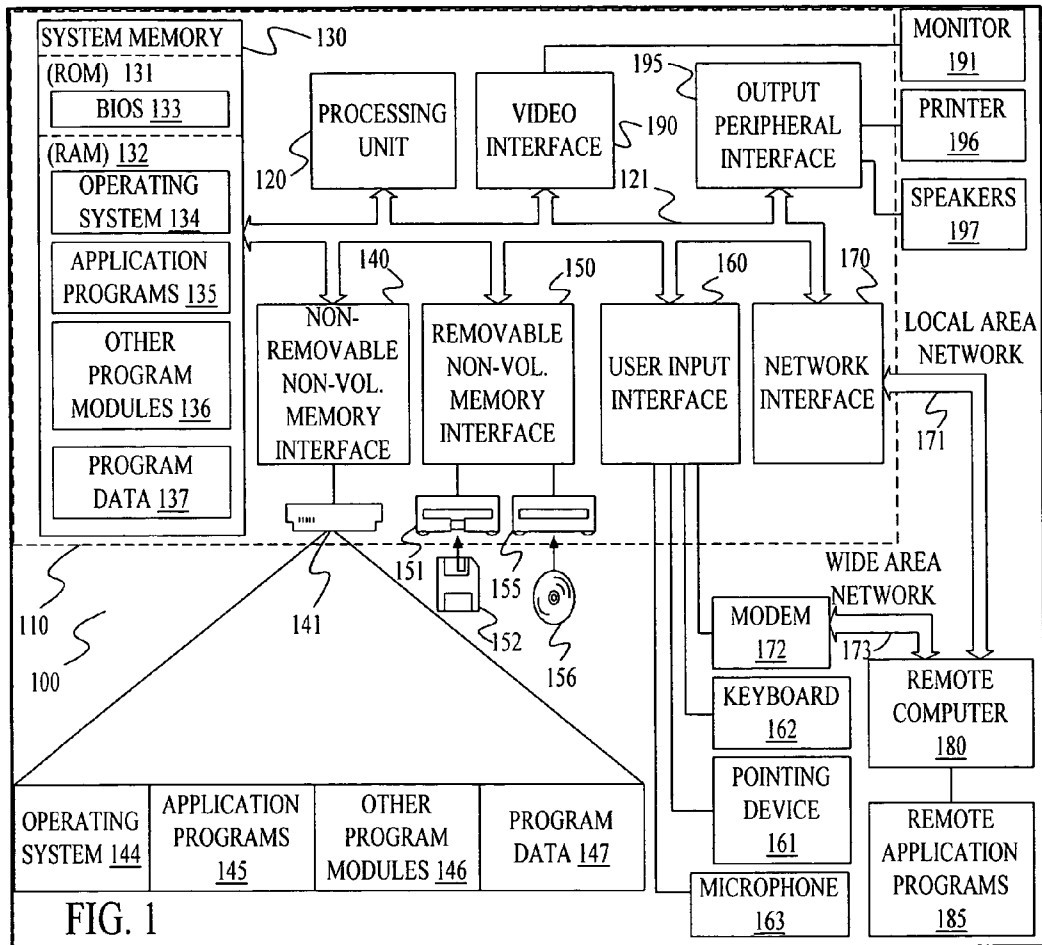 SYSTEM MEMORY
130
(ROM) 131
BIOS 133
(RAM) 132
OPERATING
SYSTEM 134
APPLICATION
PROGRAMS 135
OTHER
PROGRAM
MODULES 136
PROGRAM
DATA 137
PROCESSING
UNIT
120
VIDEO
INTERFACE
190
195
OUTPUT
PERIPHERAL
INTERFACE
121
MONITOR
191
PRINTER
196
SPEAKERS
197
140
NON-
REMOVABLE
NON-VOL.
MEMORY
INTERFACE
150
REMOVABLE
NON-VOL.
MEMORY
INTERFACE
160
USER INPUT
INTERFACE
170
NETWORK
INTERFACE
LOCAL AREA
NETWORK
171
141
151
152
155
156
110
100
WIDE AREA
NETWORK
MODEM
172
173
KEYBOARD
162
POINTING
DEVICE
161
MICROPHONE
163
REMOTE
COMPUTER
180
REMOTE
APPLICATION
PROGRAMS
185
OPERATING
SYSTEM 144
APPLICATION
PROGRAMS
145
OTHER
PROGRAM
MODULES 146
PROGRAM
DATA 147
FIG. 1